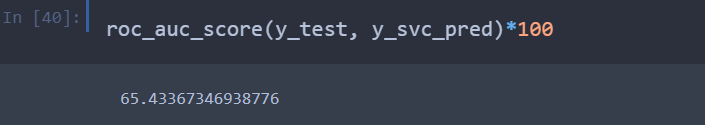 In [40]: roc_auc_score(y_test, y_svc_pred)*100
65.43367346938776